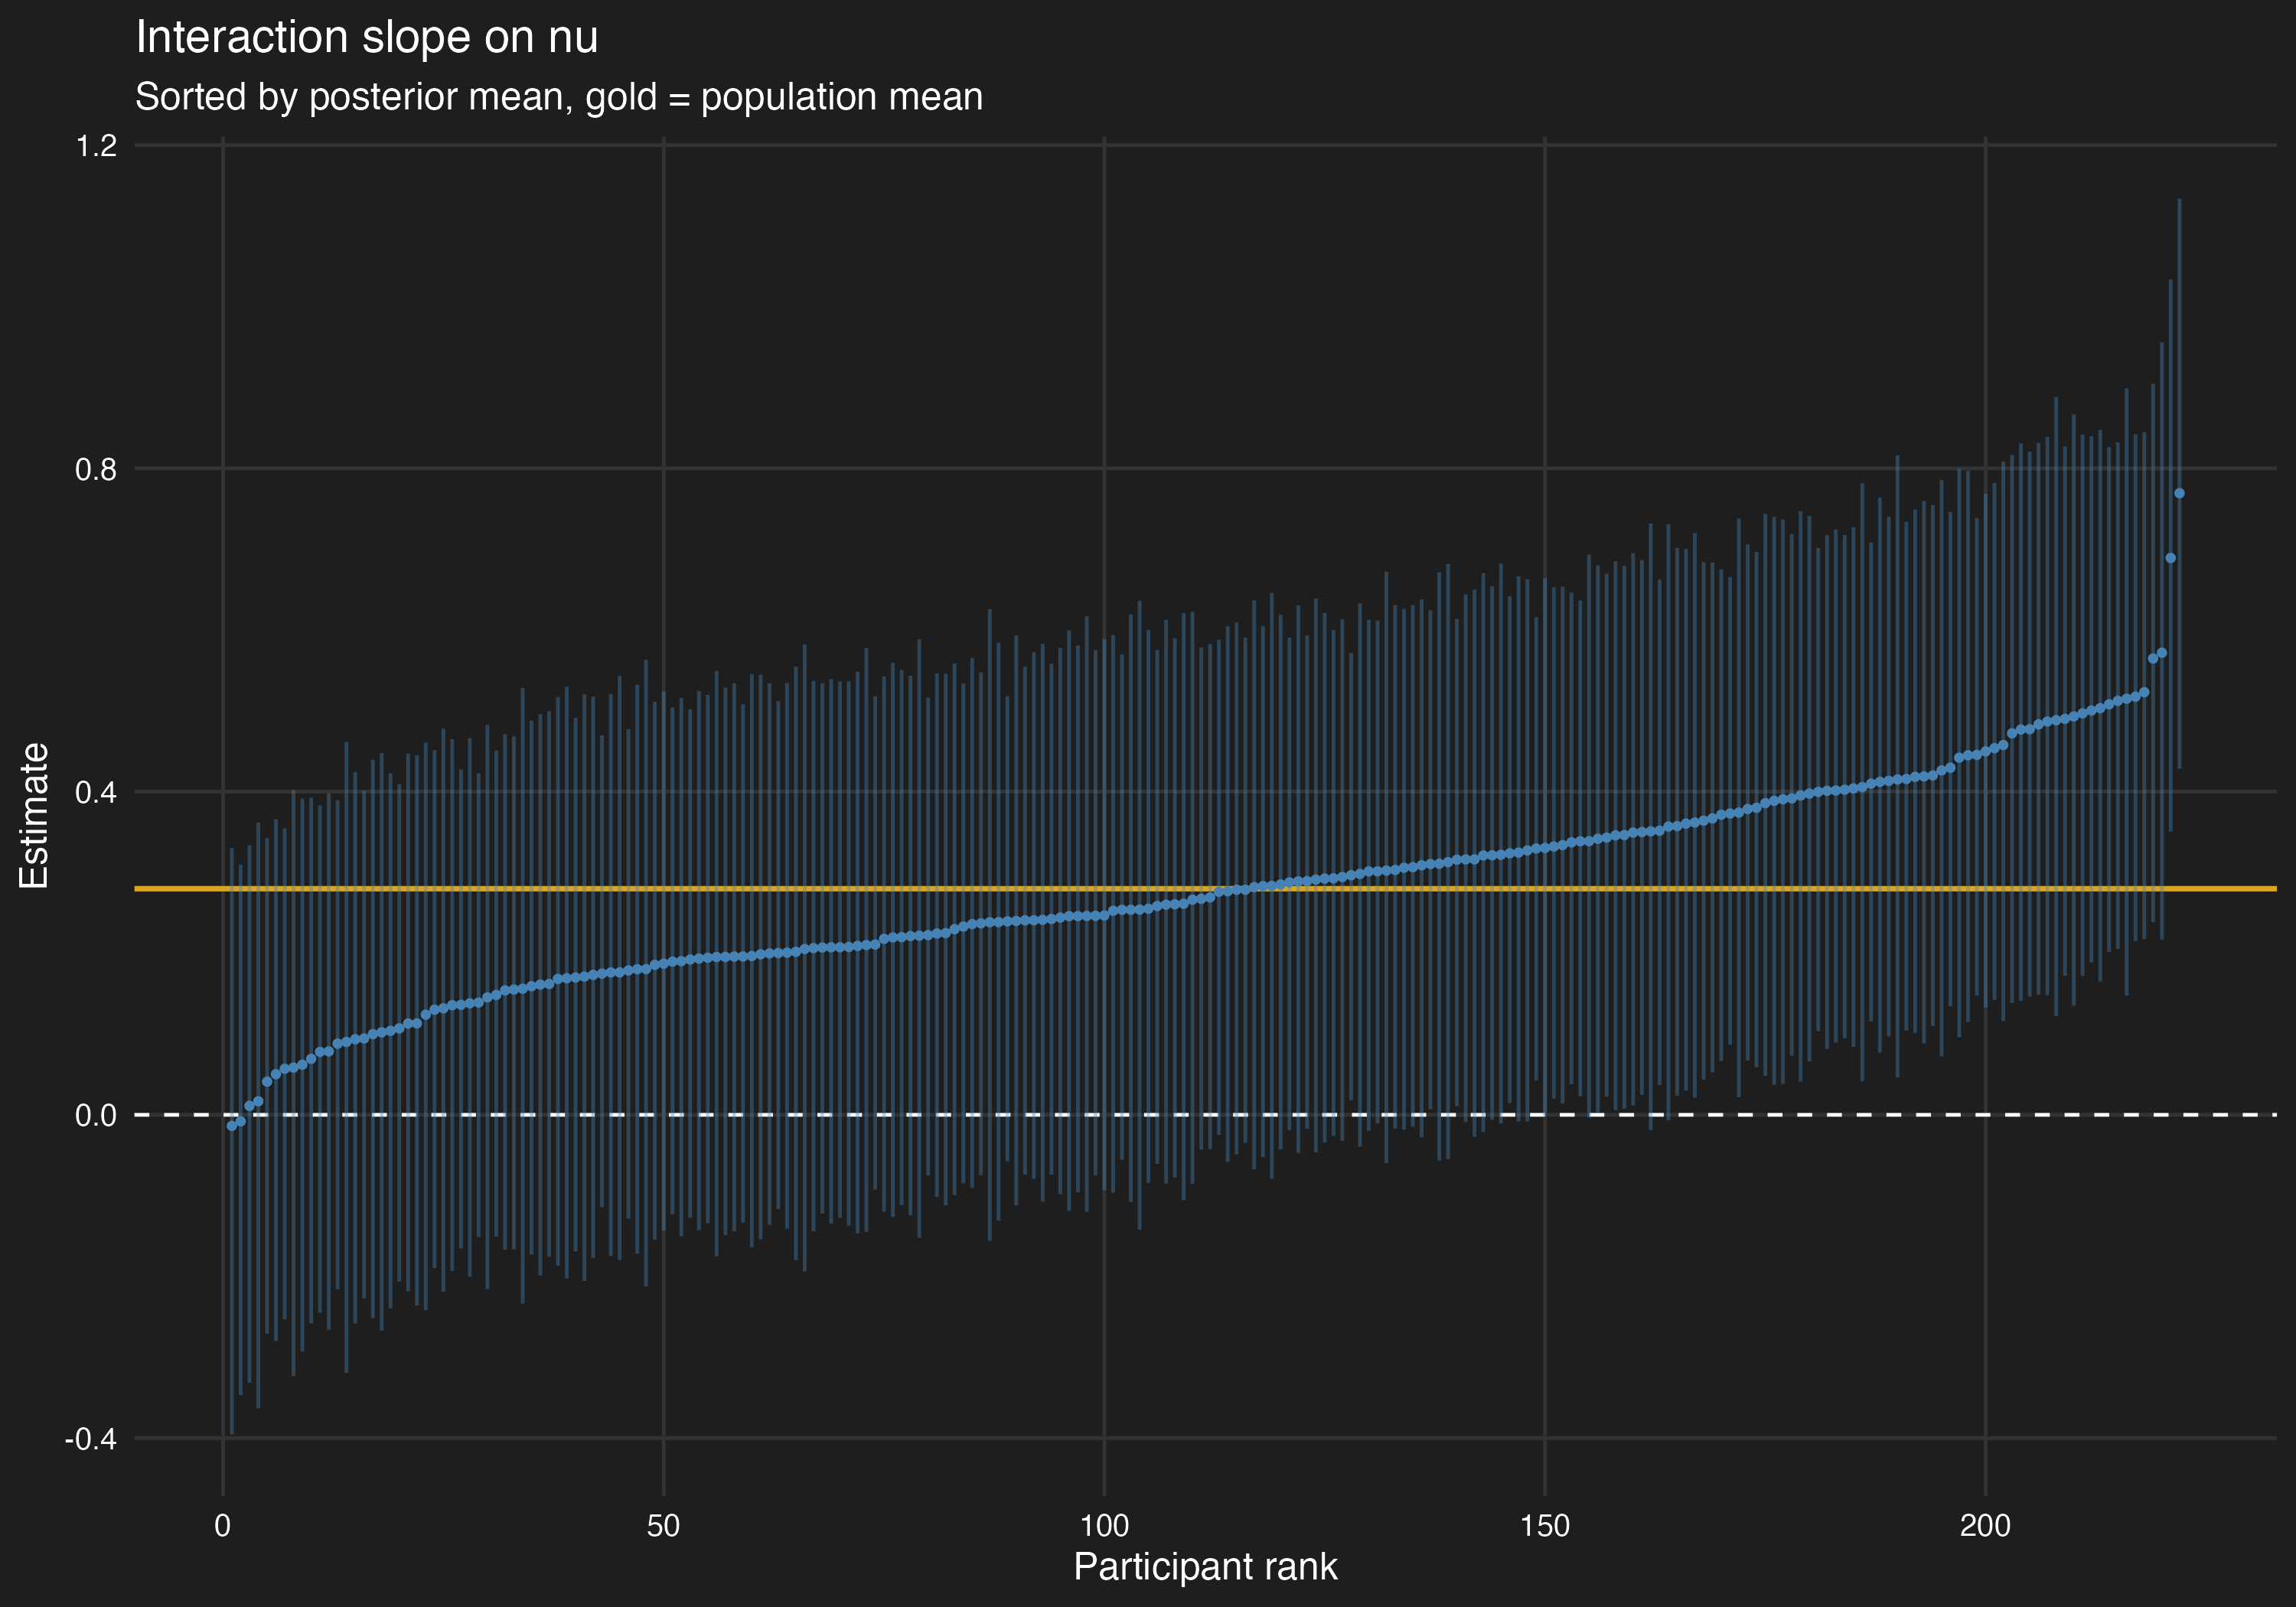 Interaction slope on nu
Sorted by posterior mean, gold = population mean
1.2
0.8
0.4
0.0
-0.4
Estimate
0 50 100 150 200
Participant rank